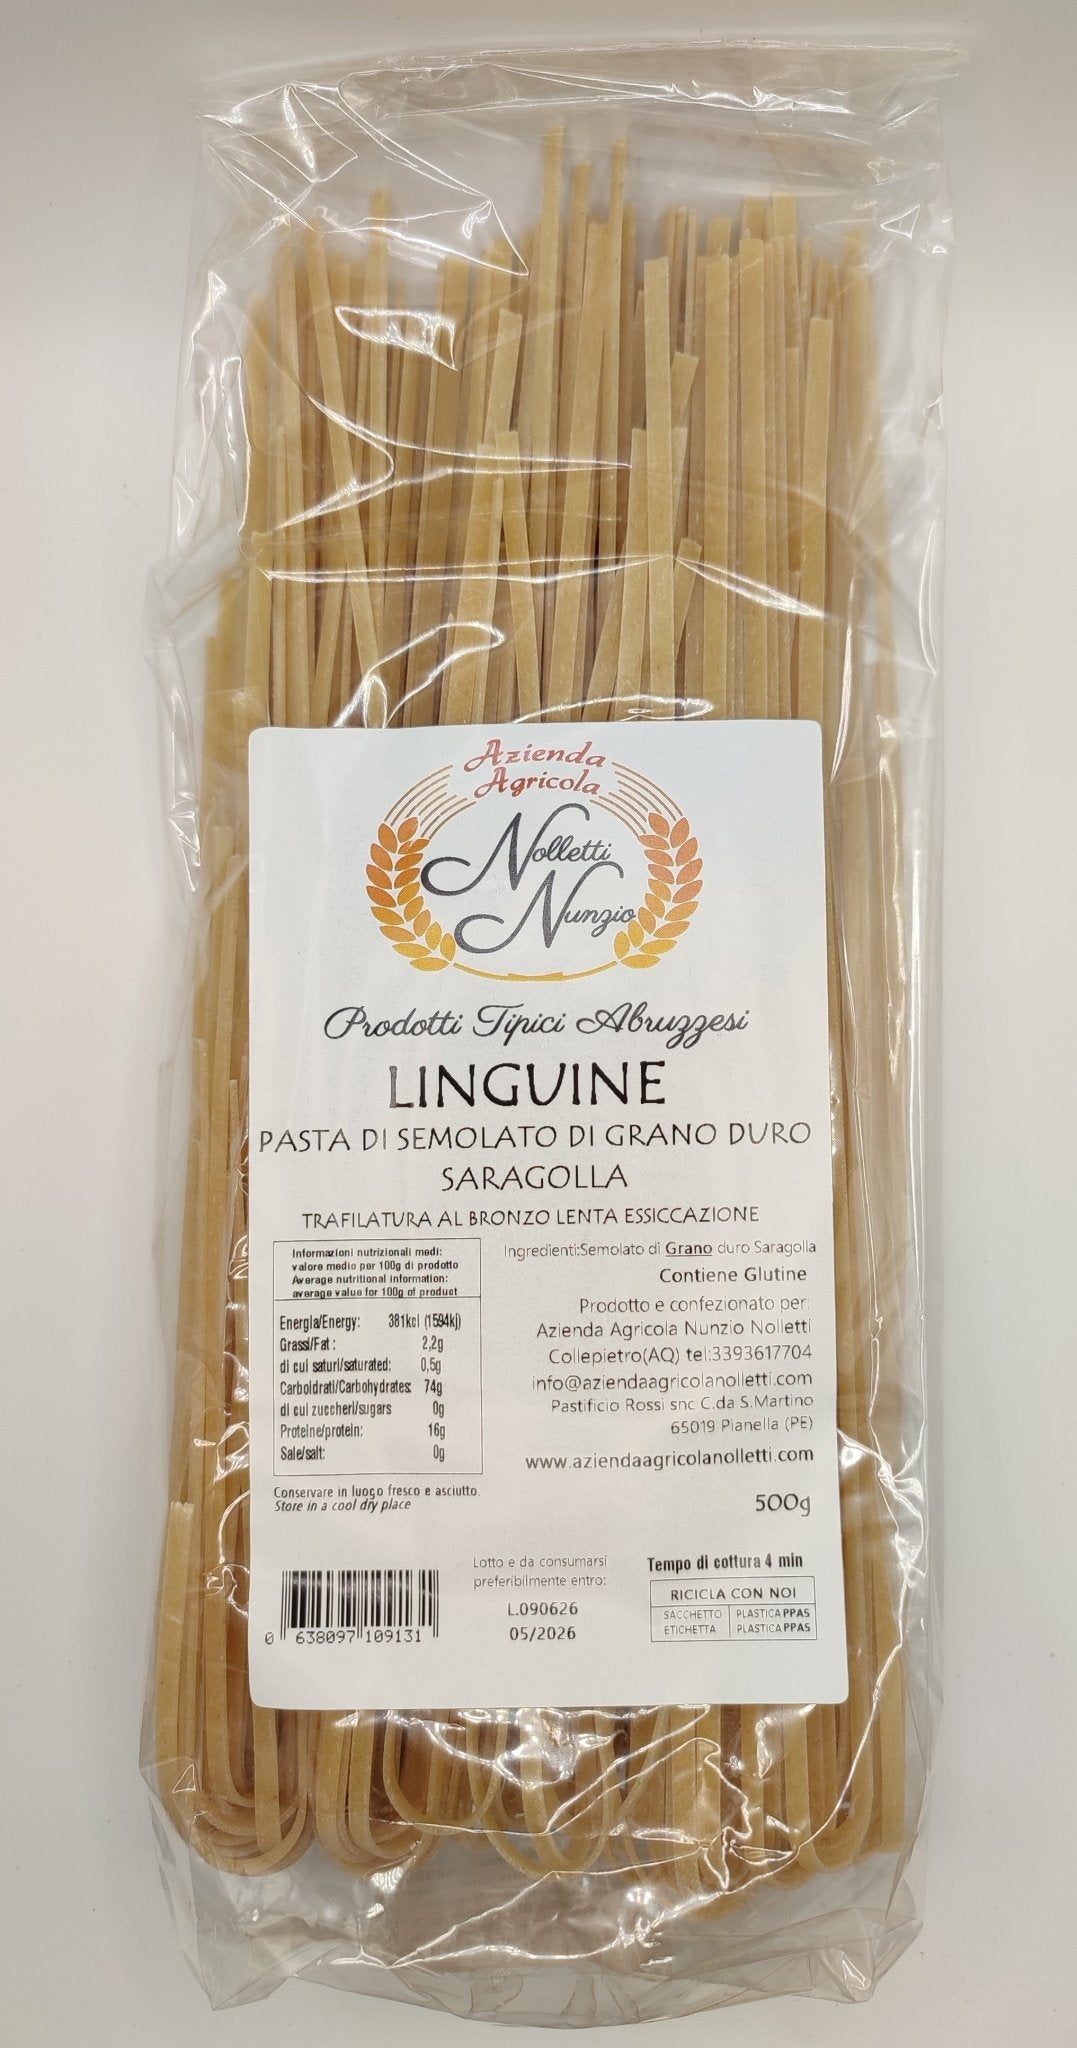 Azienda
Agricola
Nolletti
Nunzio
Prodotti Tipici Abruzzesi
LINGUINE
PASTA DI SEMOLATO DI GRANO DURO
SARAGOLLA
TRAFILATURA AL BRONZO LENTA ESSICCAZIONE
Informazioni nutrizionali medi:
valore medio per 100g di prodotto
Average nutritional information:
average value for 100g of product
Energia/Energy: 381kcl (1594kj)
Grassi/Fat : 2,2g
di cui saturi/saturated: 0,5g
Carboidrati/Carbohydrates: 74g
di cui zuccheri/sugars 0g
Proteine/protein: 16g
Sale/salt: 0g
Conservare in luogo fresco e asciutto.
Store in a cool dry place
Ingredienti:Semolato di Grano duro Saragolla
Contiene Glutine
Prodotto e confezionato per:
Azienda Agricola Nunzio Nolletti
Collepietro(AQ) tel:3393617704
info@aziendaagricolanolletti.com
Pastificio Rossi snc C.da S.Martino
65019 Pianella (PE)
www.aziendaagricolanolletti.com
500g
0 638097 109131
Lotto e da consumarsi
preferibilmente entro:
L.090626
05/2026
Tempo di cottura 4 min
RICICLA CON NOI
SACCHETTO PLASTICA PPA5
ETICHETTA PLASTICA PPA5